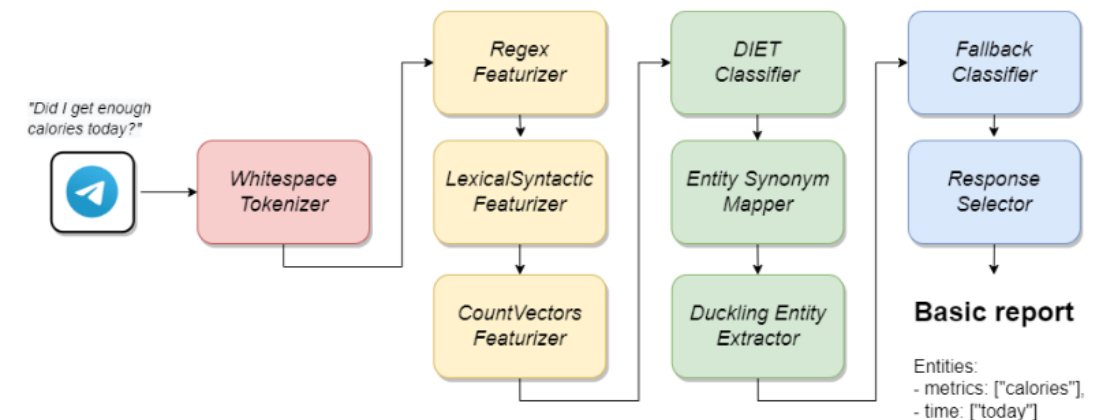 "Did I get enough
calories today?"
Whitespace
Tokenizer
Regex
Featurizer
LexicalSyntactic
Featurizer
CountVectors
Featurizer
DIET
Classifier
Entity Synonym
Mapper
Duckling Entity
Extractor
Fallback
Classifier
Response
Selector
Basic report
Entities:
- metrics: ["calories"],
- time: ["today"]